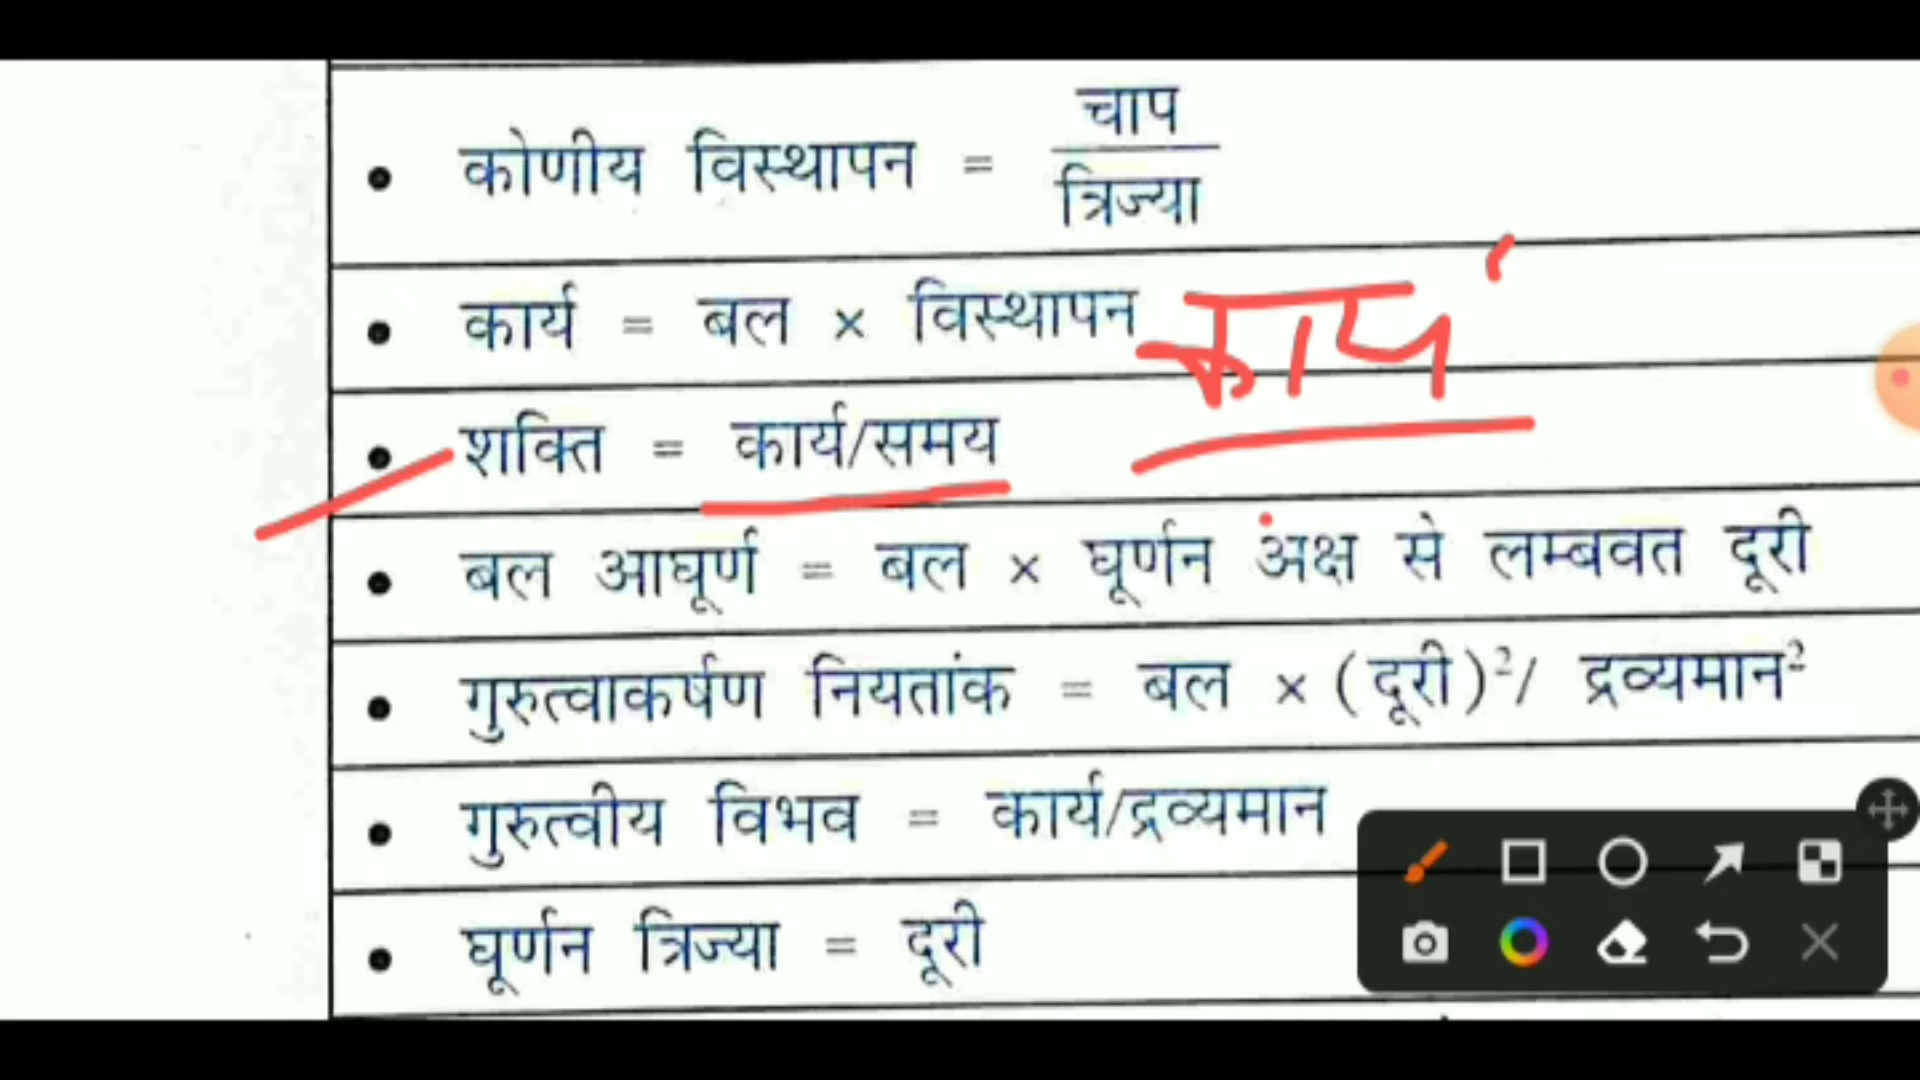 • कोणीय विस्थापन = चाप / त्रिज्या
• कार्य = बल × विस्थापन कार्य
• शक्ति = कार्य/समय
• बल आघूर्ण = बल × घूर्णन अंक्ष से लम्बवत दूरी
• गुरुत्वाकर्षण नियतांक = बल × (दूरी)²/ द्रव्यमान²
• गुरुत्वीय विभव = कार्य/द्रव्यमान
• घूर्णन त्रिज्या = दूरी